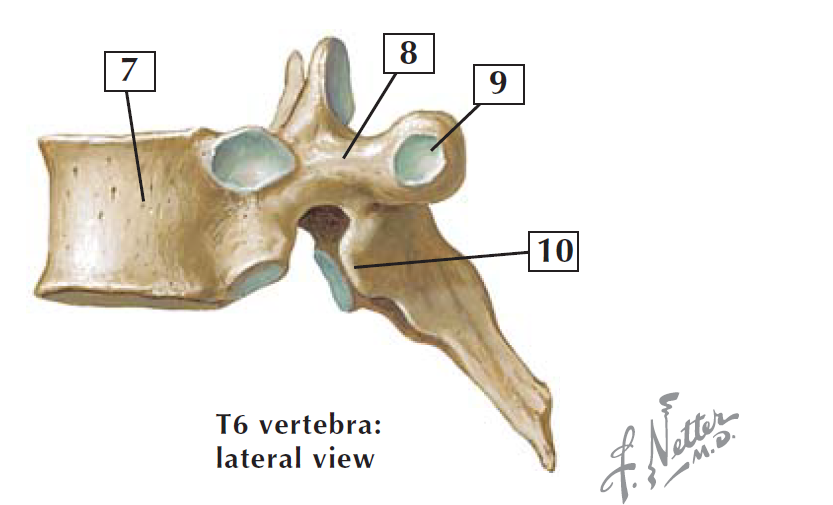 7
8
9
10
T6 vertebra:
lateral view
f. Netter
M.D.